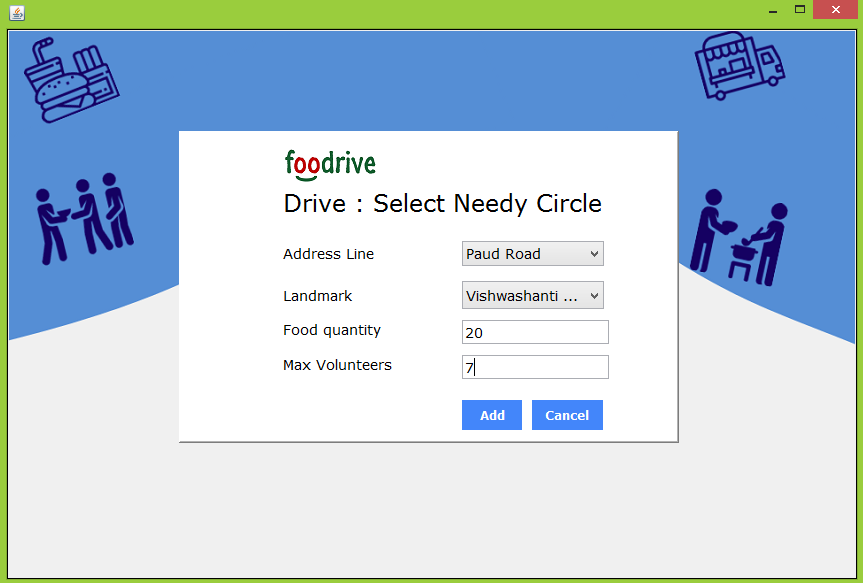 foodrive
Drive : Select Needy Circle
Address Line Paud Road
Landmark Vishwashanti ...
Food quantity 20
Max Volunteers 7
Add Cancel